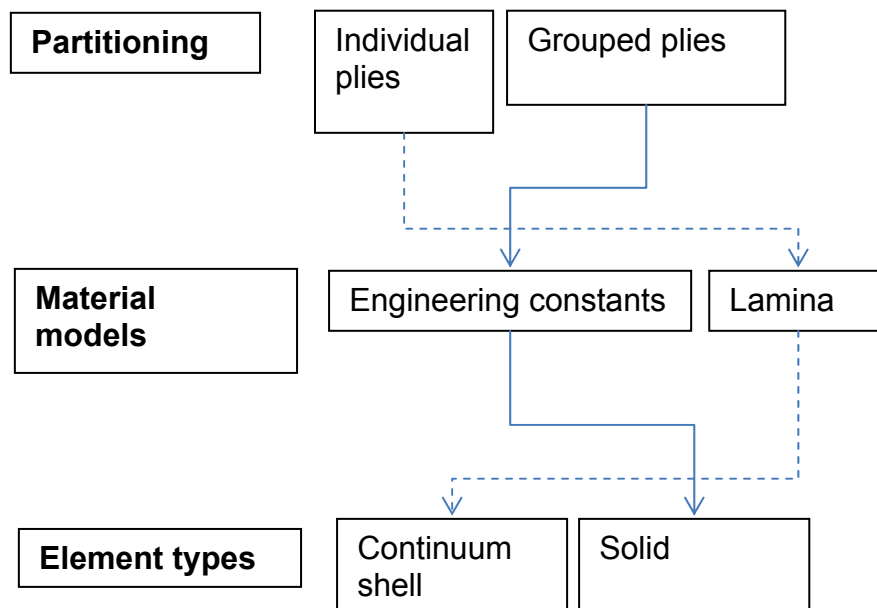 Partitioning
Individual
plies
Grouped plies
Material
models
Engineering constants
Lamina
Element types
Continuum
shell
Solid